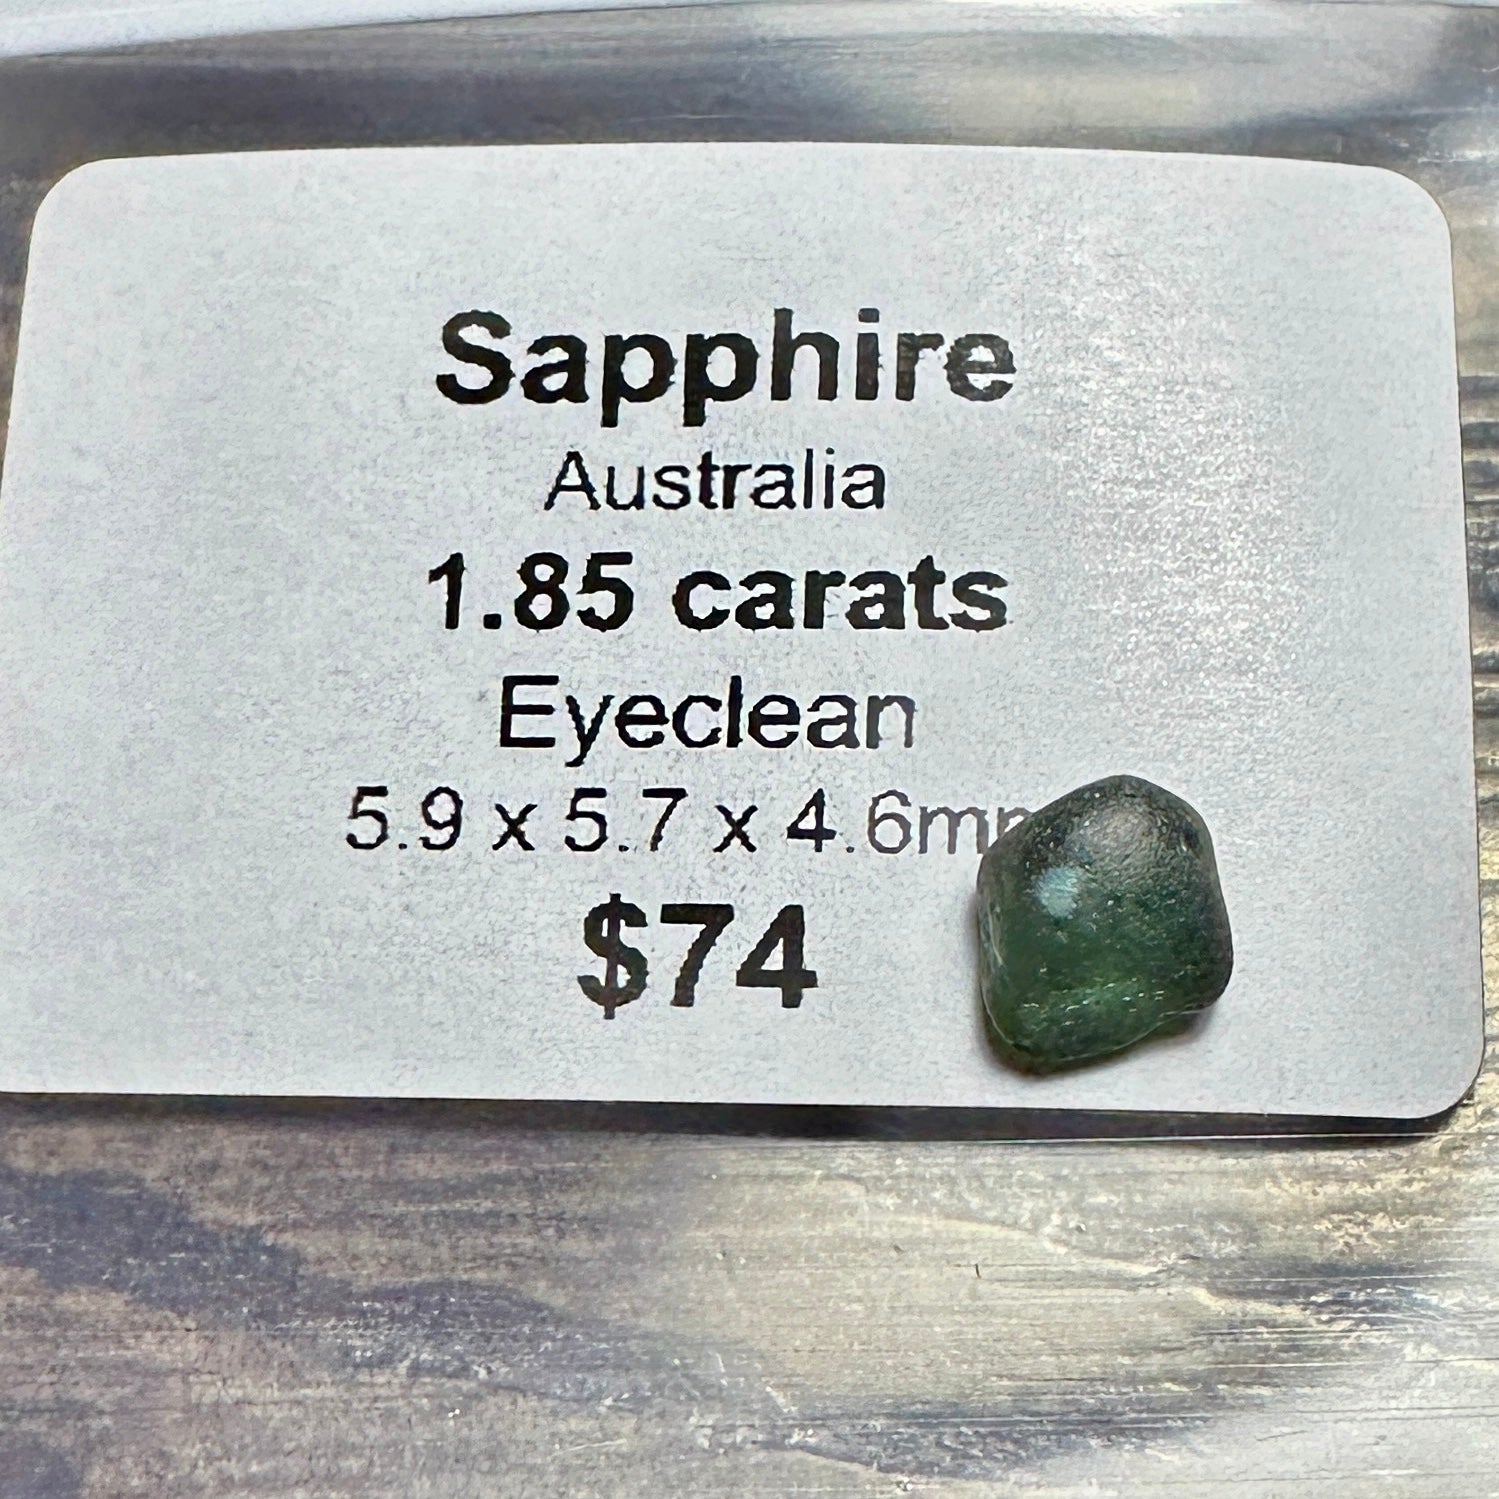 Sapphire
Australia
1.85 carats
Eyeclean
5.9 x 5.7 x 4.6mm
$74